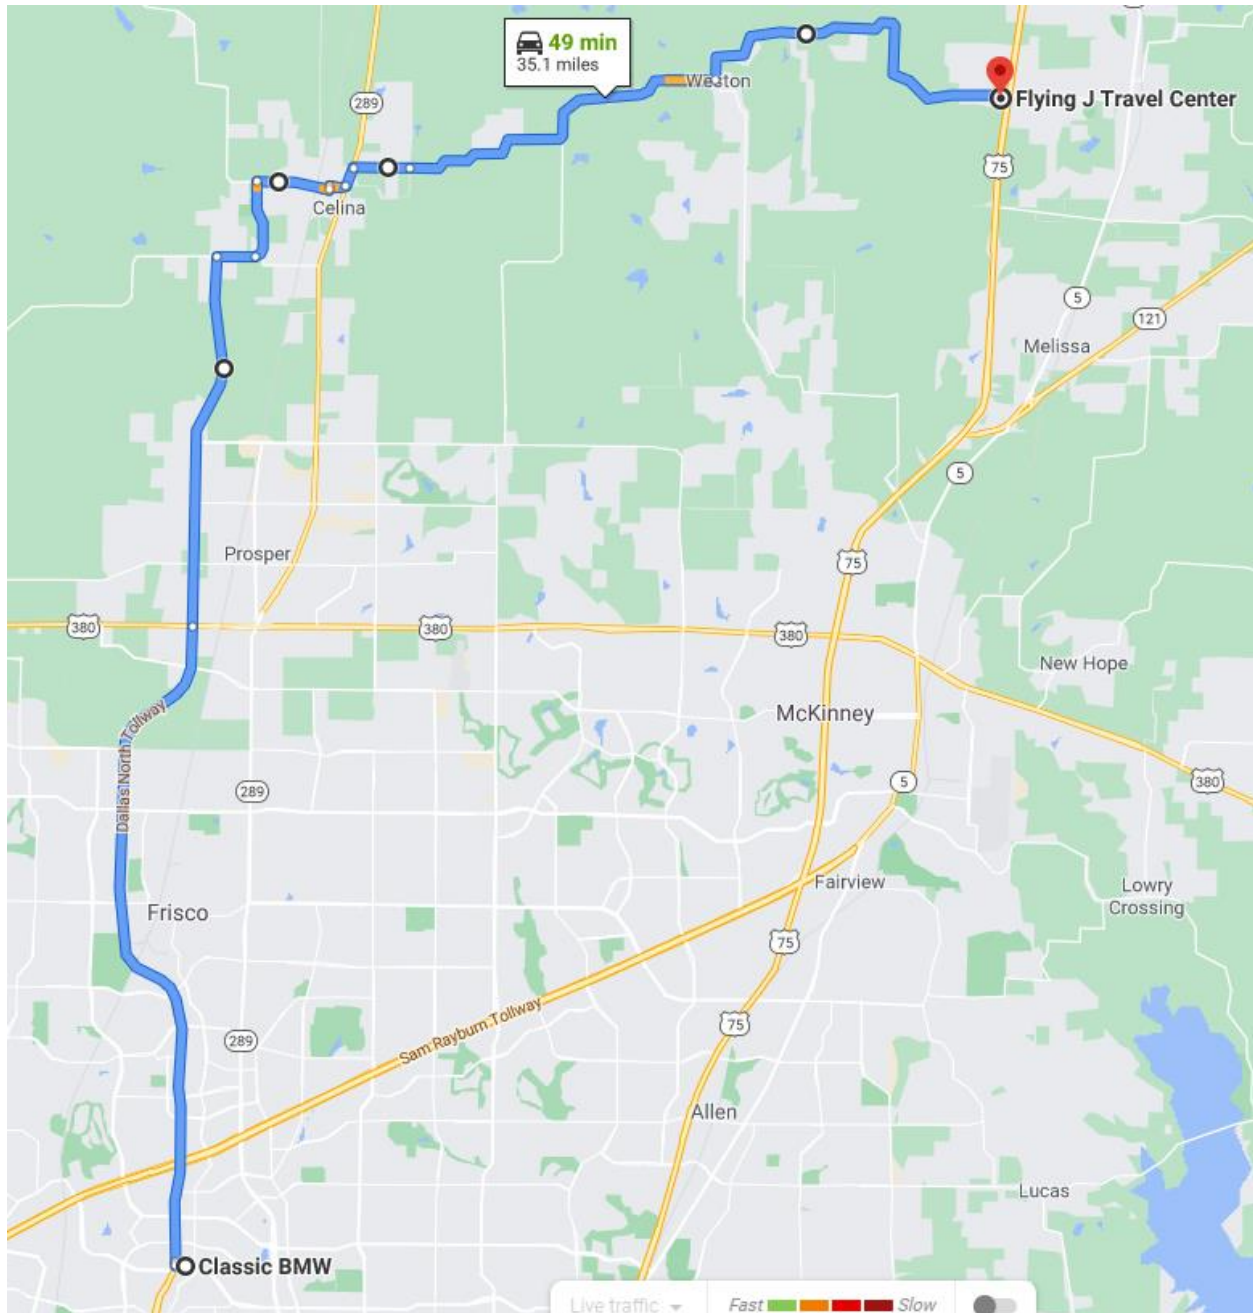 49 min
35.1 miles
Weston
Flying J Travel Center
289
75
Celina
5
121
Melissa
5
Prosper
75
380
380
380
New Hope
McKinney
Dallas North Tollway
289
5
380
Fairview
Lowry
Crossing
Frisco
75
Sam Rayburn Tollway
75
289
Allen
Lucas
Classic BMW
Live traffic
Fast
Slow